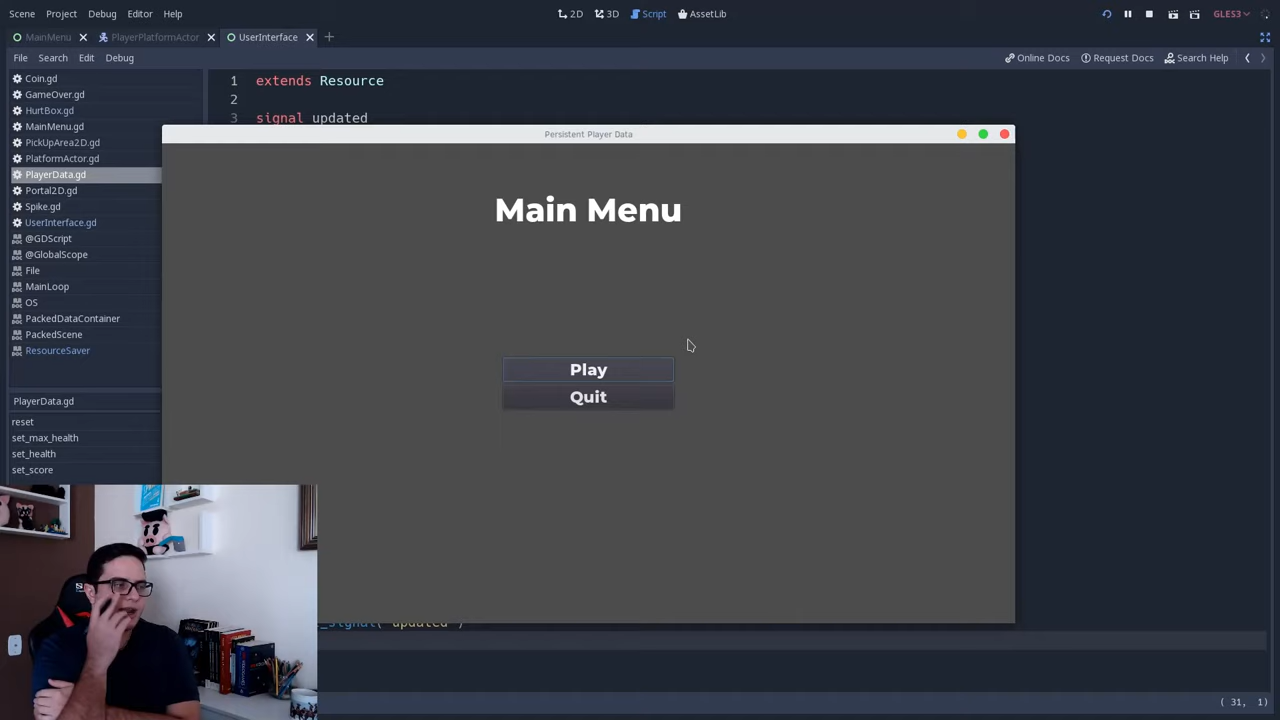 Scene Project Debug Editor Help
2D 3D Script AssetLib
GLES3
MainMenu PlayerPlatformActor UserInterface
File Search Edit Debug
Online Docs Request Docs Search Help
Coin.gd
GameOver.gd
HurtBox.gd
MainMenu.gd
PickUpArea2D.gd
PlatformActor.gd
PlayerData.gd
Portal2D.gd
Spike.gd
UserInterface.gd
@GDScript
@GlobalScope
File
MainLoop
OS
PackedDataContainer
PackedScene
ResourceSaver
PlayerData.gd
reset
set_max_health
set_health
set_score
1 extends Resource
2
3 signal updated
Persistent Player Data
Main Menu
Play
Quit
_signal("updated")
( 31, 1)